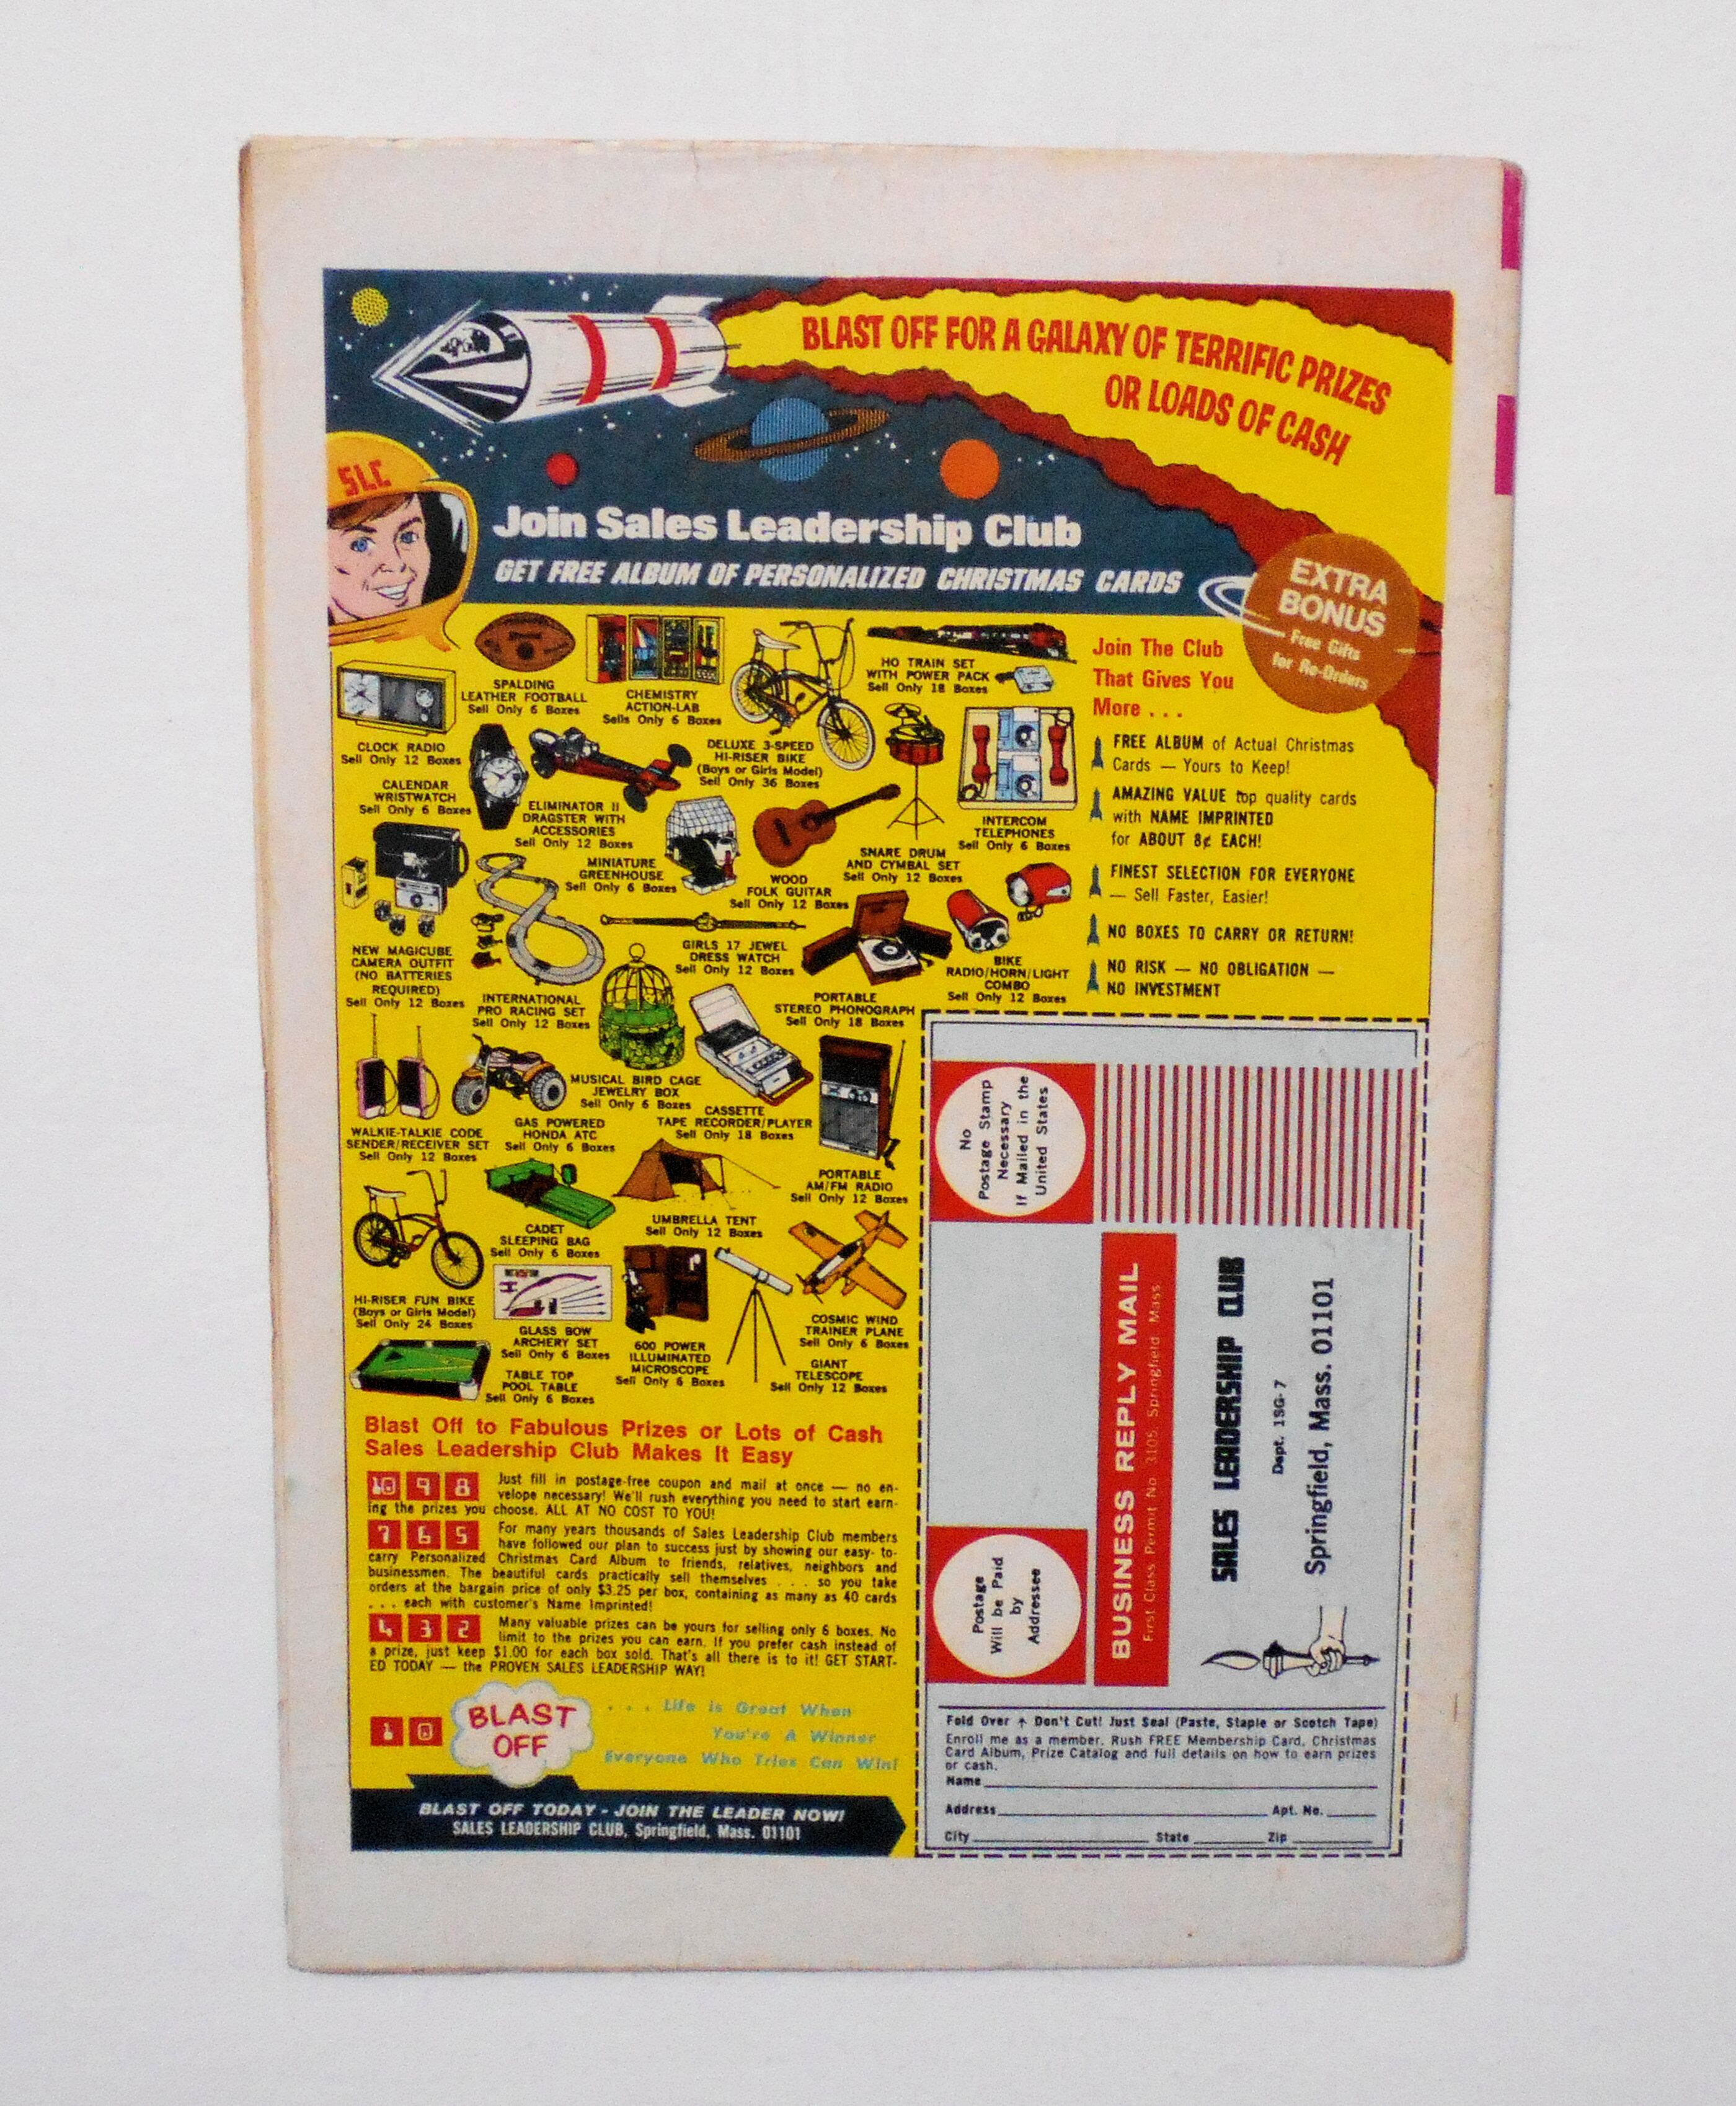 BLAST OFF FOR A GALAXY OF TERRIFIC PRIZES
OR LOADS OF CASH
SLC
Join Sales Leadership Club
GET FREE ALBUM OF PERSONALIZED CHRISTMAS CARDS
EXTRA
BONUS
Free Gifts
for Re-Orders
CLOCK RADIO
Sell Only 12 Boxes
SPALDING
LEATHER FOOTBALL
Sell Only 6 Boxes
CHEMISTRY
ACTION-LAB
Sells Only 6 Boxes
DELUXE 3-SPEED
HI-RISER BIKE
(Boys or Girls Model)
Sell Only 36 Boxes
HO TRAIN SET
WITH POWER PACK
Sell Only 18 Boxes
CALENDAR
WRISTWATCH
Sell Only 6 Boxes
ELIMINATOR II
DRAGSTER WITH
ACCESSORIES
Sell Only 12 Boxes
MINIATURE
GREENHOUSE
Sell Only 6 Boxes
WOOD
FOLK GUITAR
Sell Only 12 Boxes
SNARE DRUM
AND CYMBAL SET
Sell Only 12 Boxes
INTERCOM
TELEPHONES
Sell Only 6 Boxes
NEW MAGICUBE
CAMERA OUTFIT
(NO BATTERIES
REQUIRED)
Sell Only 12 Boxes
INTERNATIONAL
PRO RACING SET
Sell Only 12 Boxes
GIRLS 17 JEWEL
DRESS WATCH
Sell Only 12 Boxes
PORTABLE
STEREO PHONOGRAPH
Sell Only 18 Boxes
BIKE
RADIO/HORN/LIGHT
COMBO
Sell Only 12 Boxes
WALKIE-TALKIE CODE
SENDER/RECEIVER SET
Sell Only 12 Boxes
GAS POWERED
HONDA ATC
Sell Only 6 Boxes
MUSICAL BIRD CAGE
JEWELRY BOX
Sell Only 6 Boxes
CASSETTE
TAPE RECORDER/PLAYER
Sell Only 18 Boxes
PORTABLE
AM/FM RADIO
Sell Only 12 Boxes
HI-RISER FUN BIKE
(Boys or Girls Model)
Sell Only 24 Boxes
CADET
SLEEPING BAG
Sell Only 6 Boxes
UMBRELLA TENT
Sell Only 12 Boxes
COSMIC WIND
TRAINER PLANE
Sell Only 6 Boxes
GLASS BOW
ARCHERY SET
Sell Only 6 Boxes
600 POWER
ILLUMINATED
MICROSCOPE
Sell Only 6 Boxes
GIANT
TELESCOPE
Sell Only 12 Boxes
TABLE TOP
POOL TABLE
Sell Only 6 Boxes
Join The Club
That Gives You
More . . .
FREE ALBUM of Actual Christmas
Cards — Yours to Keep!
AMAZING VALUE top quality cards
with NAME IMPRINTED
for ABOUT 8¢ EACH!
FINEST SELECTION FOR EVERYONE
— Sell Faster, Easier!
NO BOXES TO CARRY OR RETURN!
NO RISK — NO OBLIGATION —
NO INVESTMENT
Blast Off to Fabulous Prizes or Lots of Cash
Sales Leadership Club Makes It Easy
10 9 8 Just fill in postage-free coupon and mail at once — no en-
velope necessary! We'll rush everything you need to start earn-
ing the prizes you choose. ALL AT NO COST TO YOU!
7 6 5 For many years thousands of Sales Leadership Club members
have followed our plan to success just by showing our easy- to-
carry Personalized Christmas Card Album to friends, relatives, neighbors and
businessmen. The beautiful cards practically sell themselves . . . so you take
orders at the bargain price of only $3.25 per box, containing as many as 40 cards
. . . each with customer's Name Imprinted!
4 3 2 Many valuable prizes can be yours for selling only 6 boxes. No
limit to the prizes you can earn. If you prefer cash instead of
a prize, just keep $1.00 for each box sold. That's all there is to it! GET START-
ED TODAY — the PROVEN SALES LEADERSHIP WAY!
1 0 BLAST
OFF
. . . Life is Great When
You're A Winner
Everyone Who Tries Can Win!
BLAST OFF TODAY - JOIN THE LEADER NOW!
SALES LEADERSHIP CLUB, Springfield, Mass. 01101
No
Postage Stamp
Necessary
If Mailed in the
United States
Postage
Will be Paid
by
Addressee
BUSINESS REPLY MAIL
First Class Permit No 3105, Springfield Mass
SALES LEADERSHIP CLUB
Dept. 1SG-7
Springfield, Mass. 01101
Fold Over ↑ Don't Cut! Just Seal (Paste, Staple or Scotch Tape)
Enroll me as a member. Rush FREE Membership Card, Christmas
Card Album, Prize Catalog and full details on how to earn prizes
or cash.
Name
Address Apt. No.
City State Zip